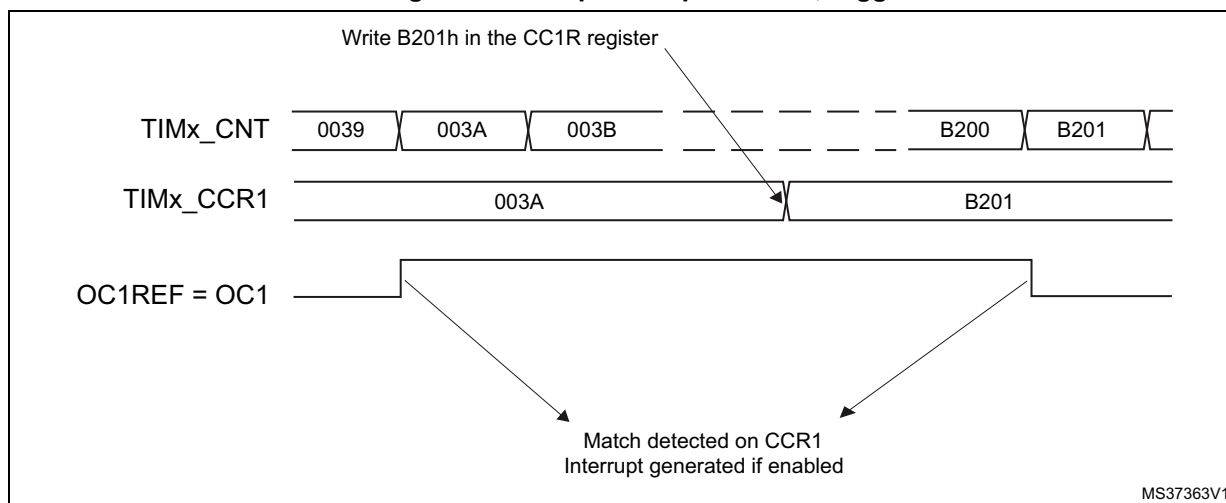 Write B201h in the CC1R register
TIMx_CNT 0039 003A 003B B200 B201
TIMx_CCR1 003A B201
OC1REF = OC1
Match detected on CCR1
Interrupt generated if enabled
MS37363V1